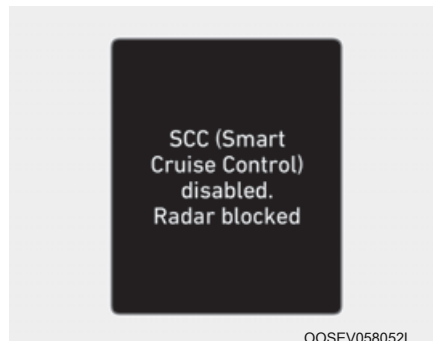 SCC (Smart
Cruise Control)
disabled.
Radar blocked
OOSEV058052L